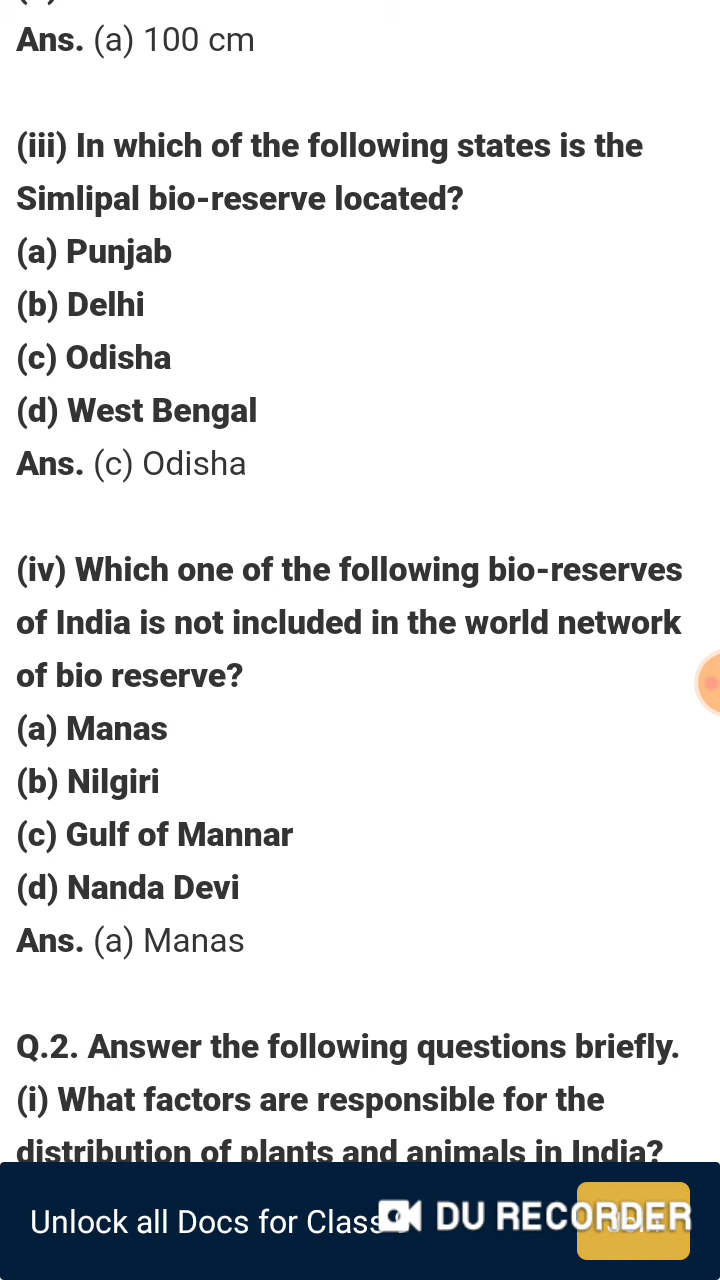 Ans. (a) 100 cm
(iii) In which of the following states is the
Simlipal bio-reserve located?
(a) Punjab
(b) Delhi
(c) Odisha
(d) West Bengal
Ans. (c) Odisha
(iv) Which one of the following bio-reserves
of India is not included in the world network
of bio reserve?
(a) Manas
(b) Nilgiri
(c) Gulf of Mannar
(d) Nanda Devi
Ans. (a) Manas
Q.2. Answer the following questions briefly.
(i) What factors are responsible for the
distribution of plants and animals in India?
Unlock all Docs for Class DU RECORDER